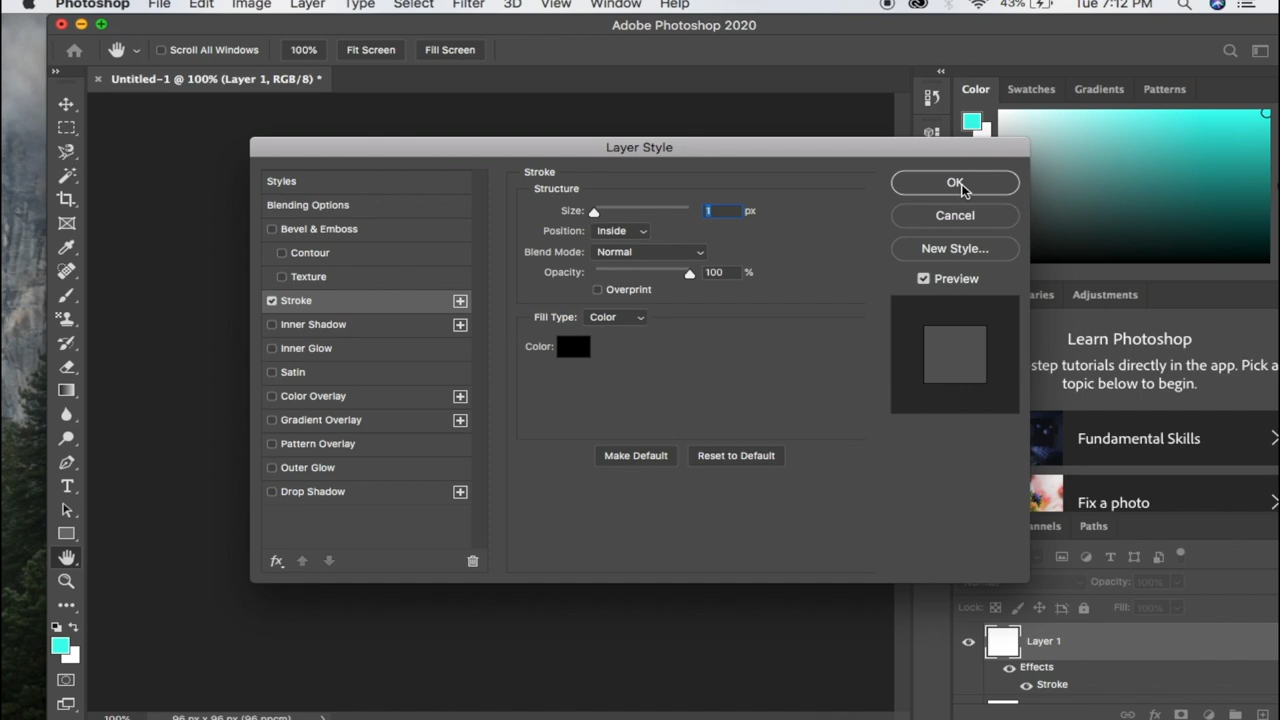 Photoshop File Edit Image Layer Type Select Filter 3D View Window Help 43% Tue 7:12 PM
Adobe Photoshop 2020
Scroll All Windows 100% Fit Screen Fill Screen
Untitled-1 @ 100% (Layer 1, RGB/8) *
Color Swatches Gradients Patterns
Layer Style
Styles
Blending Options
Bevel & Emboss
Contour
Texture
Stroke
Inner Shadow
Inner Glow
Satin
Color Overlay
Gradient Overlay
Pattern Overlay
Outer Glow
Drop Shadow
fx
Stroke
Structure
Size: 1 px
Position: Inside
Blend Mode: Normal
Opacity: 100 %
Overprint
Fill Type: Color
Color:
Make Default Reset to Default
OK
Cancel
New Style...
Preview
aries Adjustments
Learn Photoshop
step tutorials directly in the app. Pick a
topic below to begin.
Fundamental Skills
Fix a photo
annels Paths
Normal Opacity: 100%
Lock: Fill: 100%
Layer 1
Effects
Stroke
fx
100% 96 px x 96 px (96 ppcm)